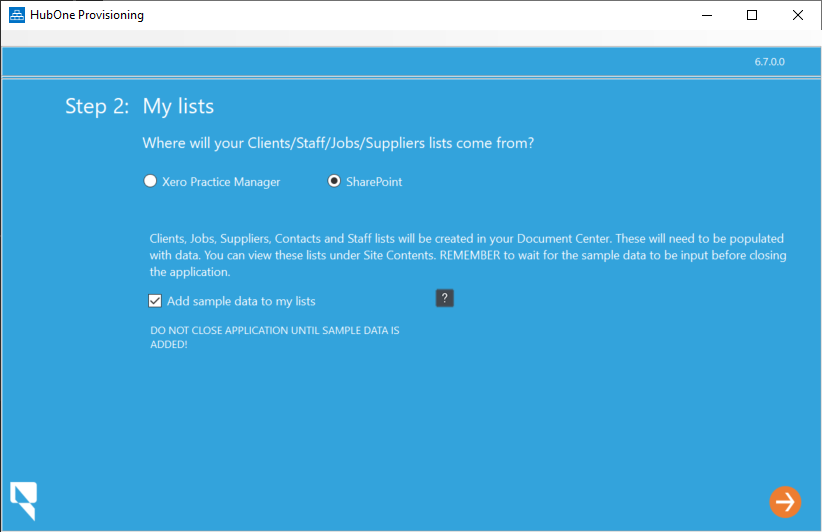 HubOne Provisioning
6.7.0.0
Step 2: My lists
Where will your Clients/Staff/Jobs/Suppliers lists come from?
Xero Practice Manager SharePoint
Clients, Jobs, Suppliers, Contacts and Staff lists will be created in your Document Center. These will need to be populated
with data. You can view these lists under Site Contents. REMEMBER to wait for the sample data to be input before closing
the application.
Add sample data to my lists ?
DO NOT CLOSE APPLICATION UNTIL SAMPLE DATA IS
ADDED!